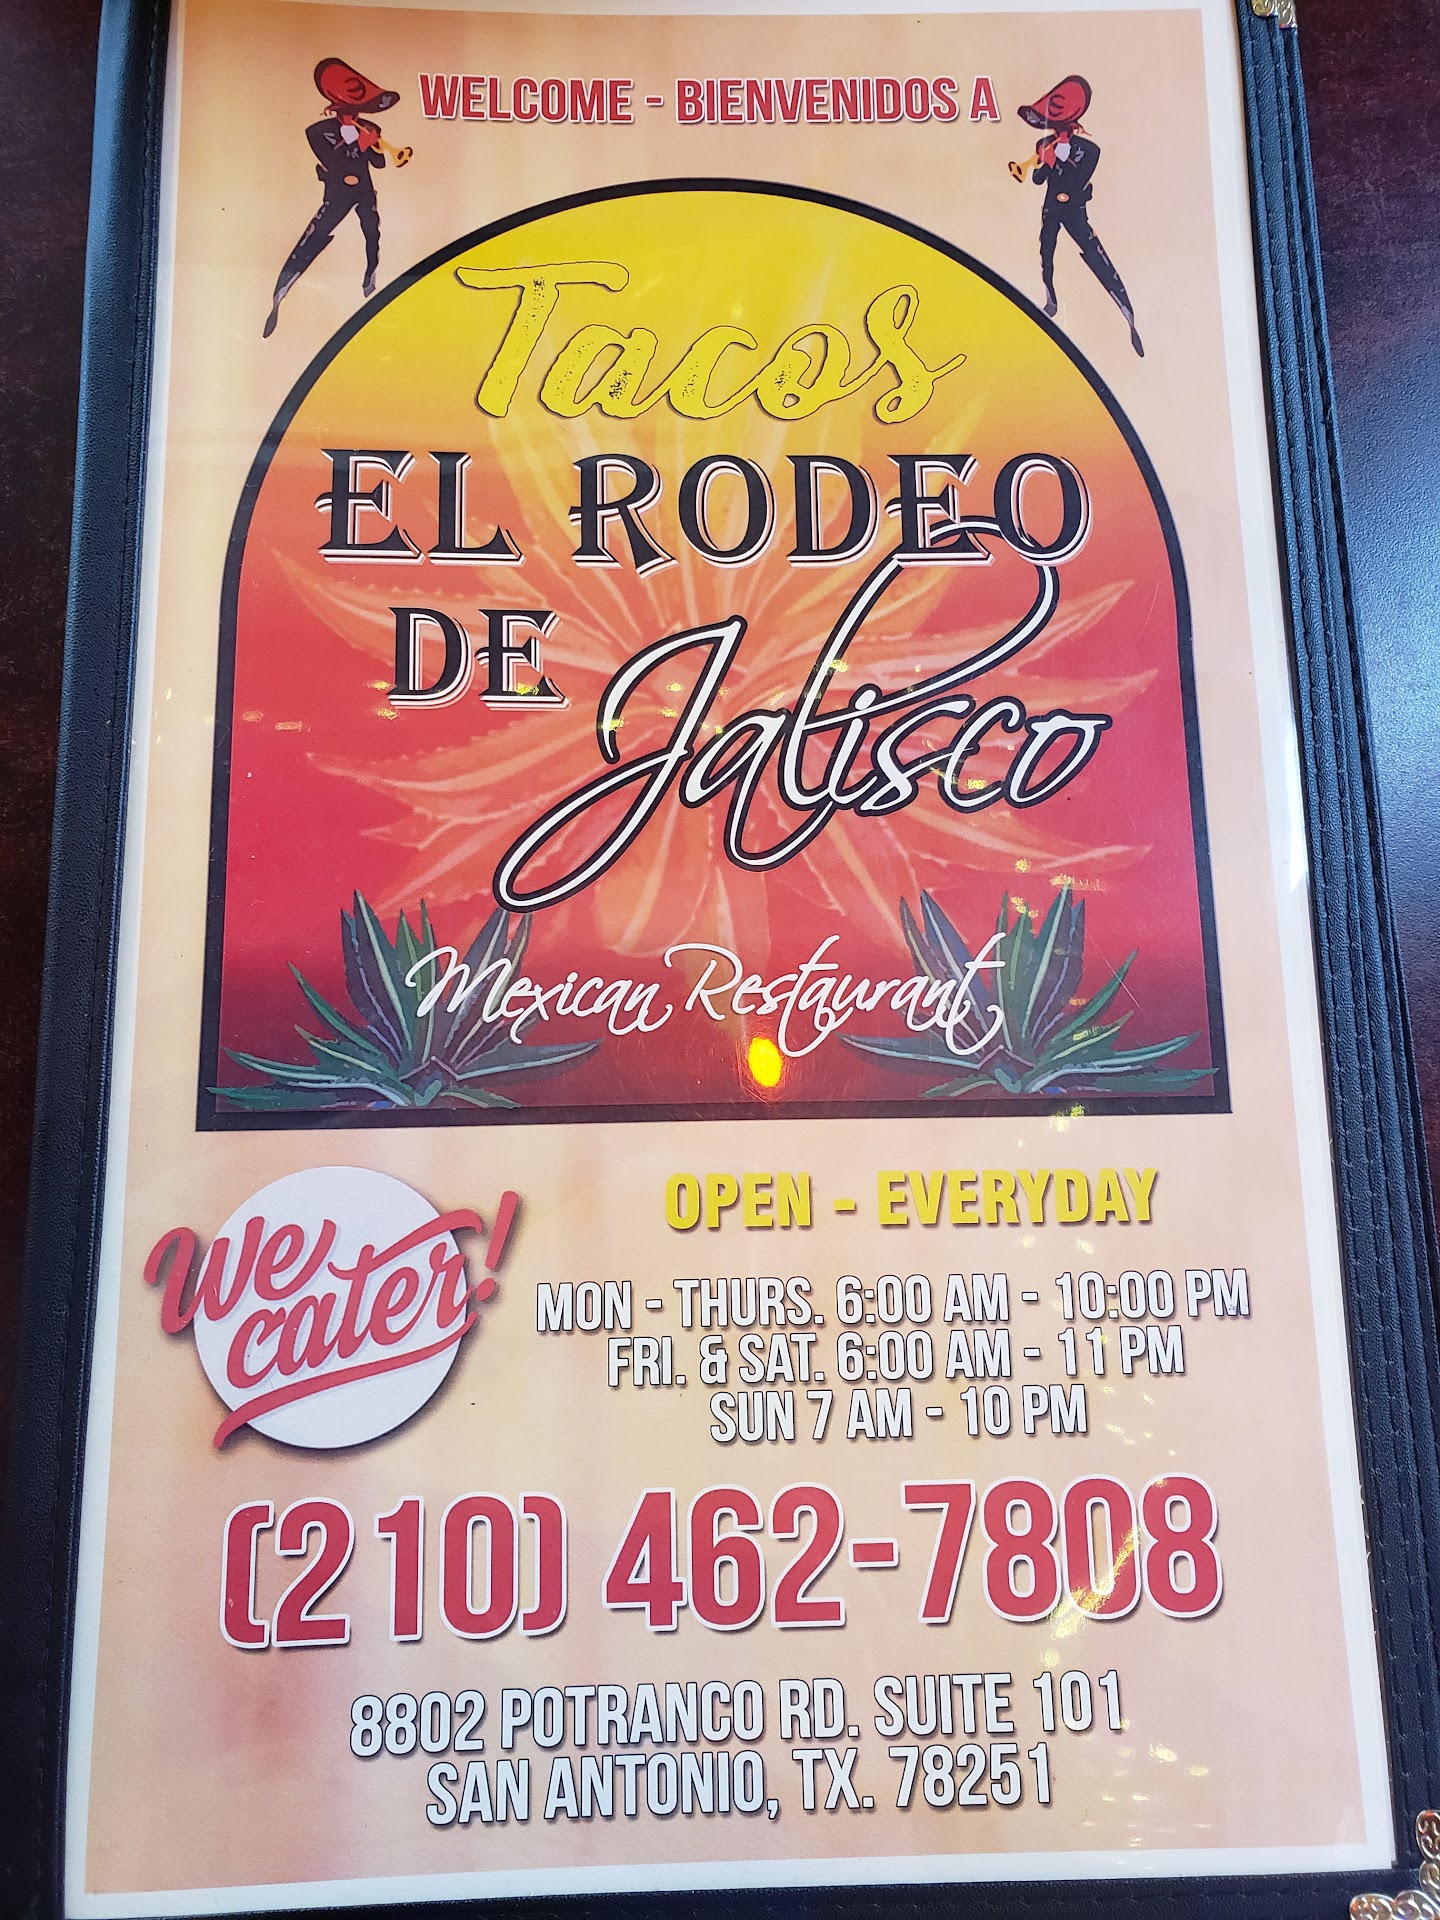 WELCOME - BIENVENIDOS A
Tacos
EL RODEO
DE Jalisco
Mexican Restaurant
We
cater!
OPEN - EVERYDAY
MON - THURS. 6:00 AM - 10:00 PM
FRI. & SAT. 6:00 AM - 11 PM
SUN 7 AM - 10 PM
(210) 462-7808
8802 POTRANCO RD. SUITE 101
SAN ANTONIO, TX. 78251